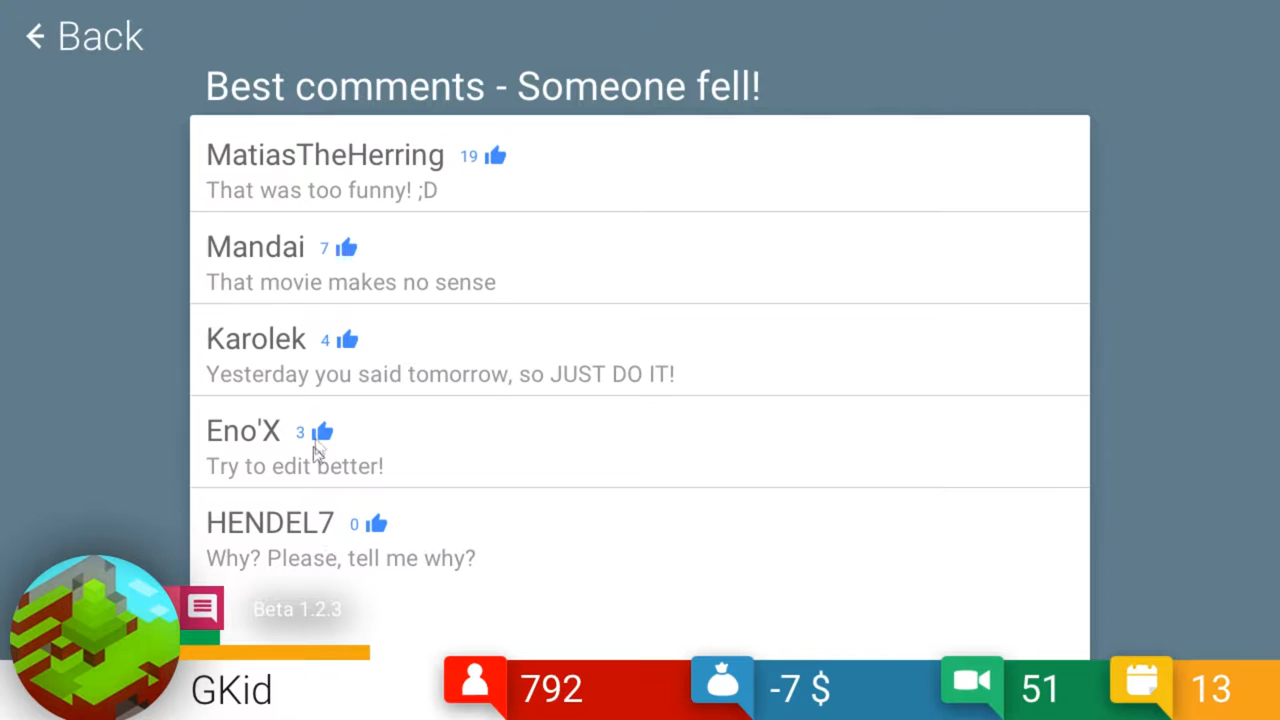 Back
Best comments - Someone fell!
MatiasTheHerring 19
That was too funny! ;D
Mandai 7
That movie makes no sense
Karolek 4
Yesterday you said tomorrow, so JUST DO IT!
Eno'X 3
Try to edit better!
HENDEL7 0
Why? Please, tell me why?
Beta 1.2.3
GKid 792 -7 $ 51 13